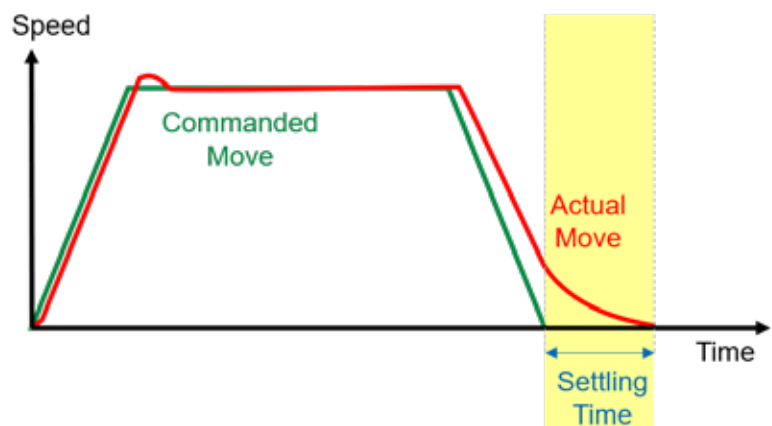 Speed
Commanded
Move
Actual
Move
Time
Settling
Time